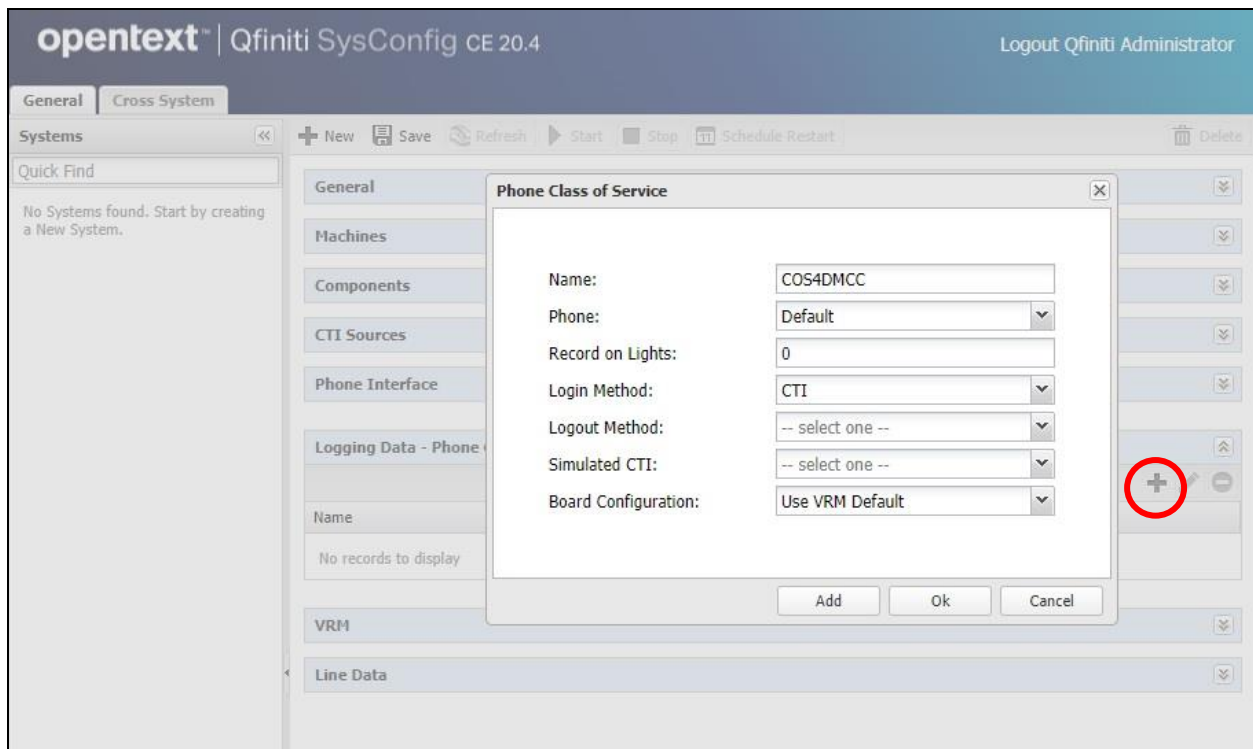 opentext™ | Qfiniti SysConfig CE 20.4
Logout Qfiniti Administrator
General Cross System
Systems
New Save Refresh Start Stop 11 Schedule Restart Delete
Quick Find
No Systems found. Start by creating
a New System.
General
Machines
Components
CTI Sources
Phone Interface
Logging Data - Phone
Name
No records to display
VRM
Line Data
Phone Class of Service
Name: COS4DMCC
Phone: Default
Record on Lights: 0
Login Method: CTI
Logout Method: -- select one --
Simulated CTI: -- select one --
Board Configuration: Use VRM Default
Add Ok Cancel